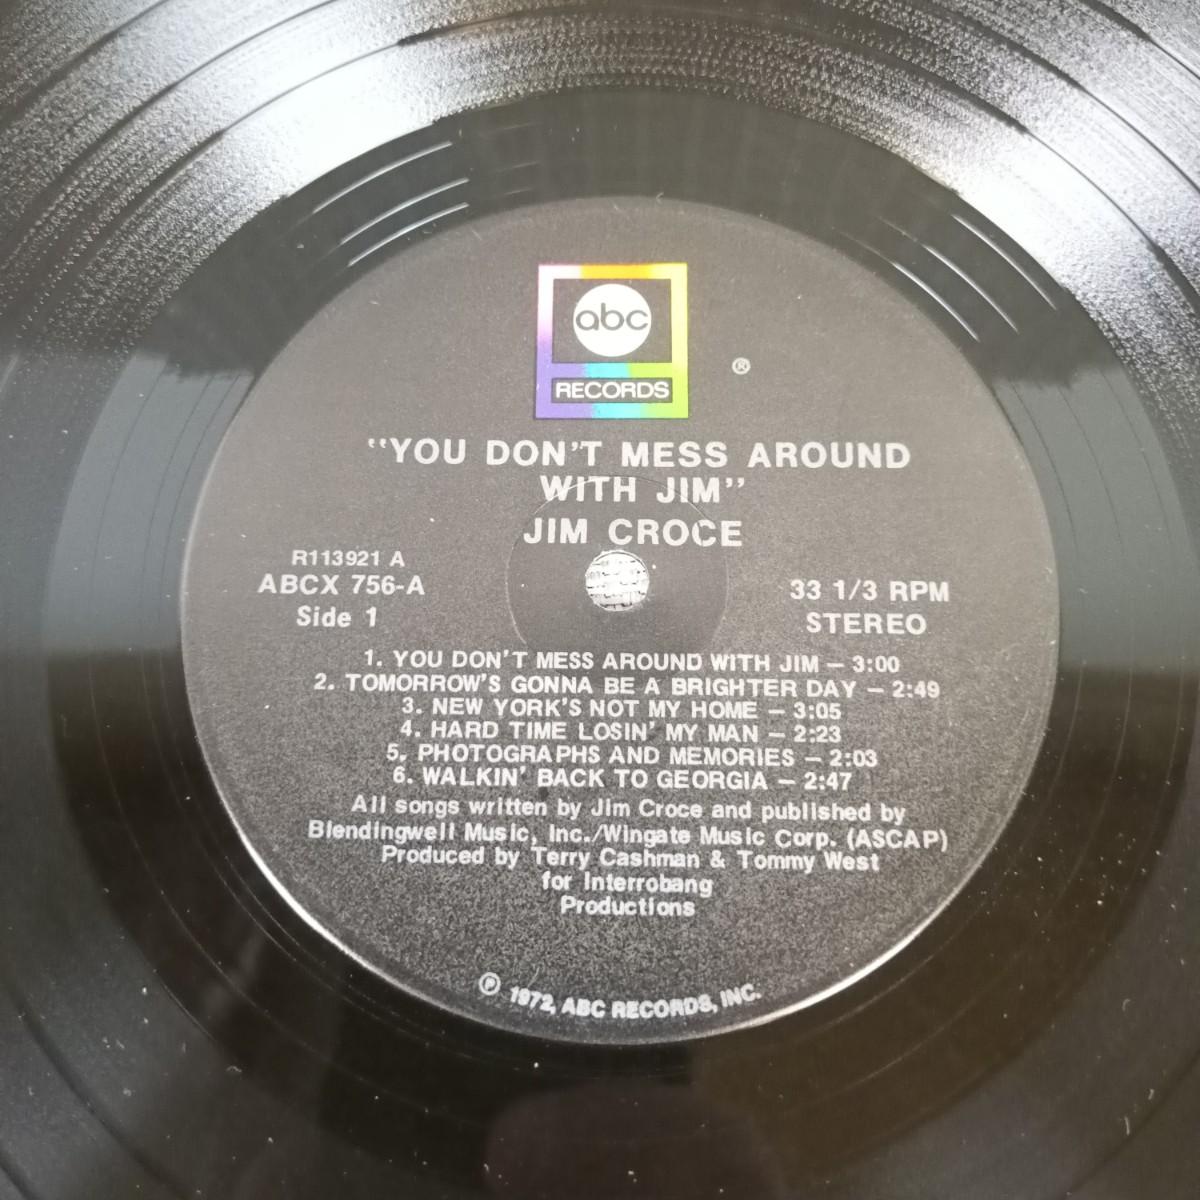 abc
RECORDS
®
"YOU DON'T MESS AROUND
WITH JIM"
JIM CROCE
R113921 A
ABCX 756-A
Side 1
33 1/3 RPM
STEREO
1. YOU DON'T MESS AROUND WITH JIM — 3:00
2. TOMORROW'S GONNA BE A BRIGHTER DAY — 2:49
3. NEW YORK'S NOT MY HOME — 3:05
4. HARD TIME LOSIN' MY MAN — 2:23
5. PHOTOGRAPHS AND MEMORIES — 2:03
6. WALKIN' BACK TO GEORGIA — 2:47
All songs written by Jim Croce and published by
Blendingwell Music, Inc./Wingate Music Corp. (ASCAP)
Produced by Terry Cashman & Tommy West
for Interrobang
Productions
℗ 1972, ABC RECORDS, INC.